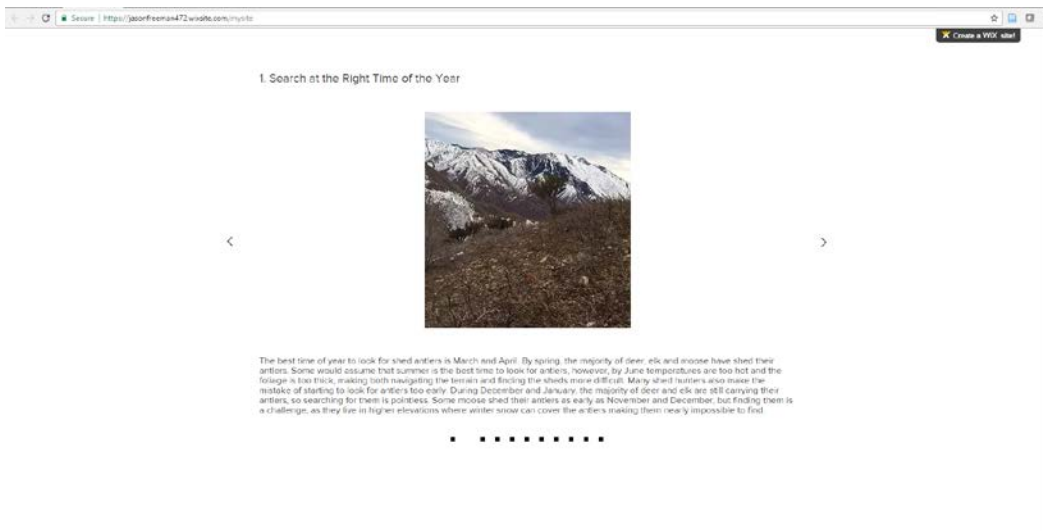 Secure | https://jasonfreeman472.wixsite.com/mysite
Create a WIX site!
1. Search at the Right Time of the Year
The best time of year to look for shed antlers is March and April. By spring, the majority of deer, elk and moose have shed their
antlers. Some would assume that summer is the best time to look for antlers, however, by June temperatures are too hot and the
foliage is too thick, making both navigating the terrain and finding the sheds more difficult. Many shed hunters also make the
mistake of starting to look for antlers too early. During December and January, the majority of deer and elk are still carrying their
antlers, so searching for them is pointless. Some moose shed their antlers as early as November and December, but finding them is
a challenge, as they live in higher elevations where winter snow can cover the antlers making them nearly impossible to find.